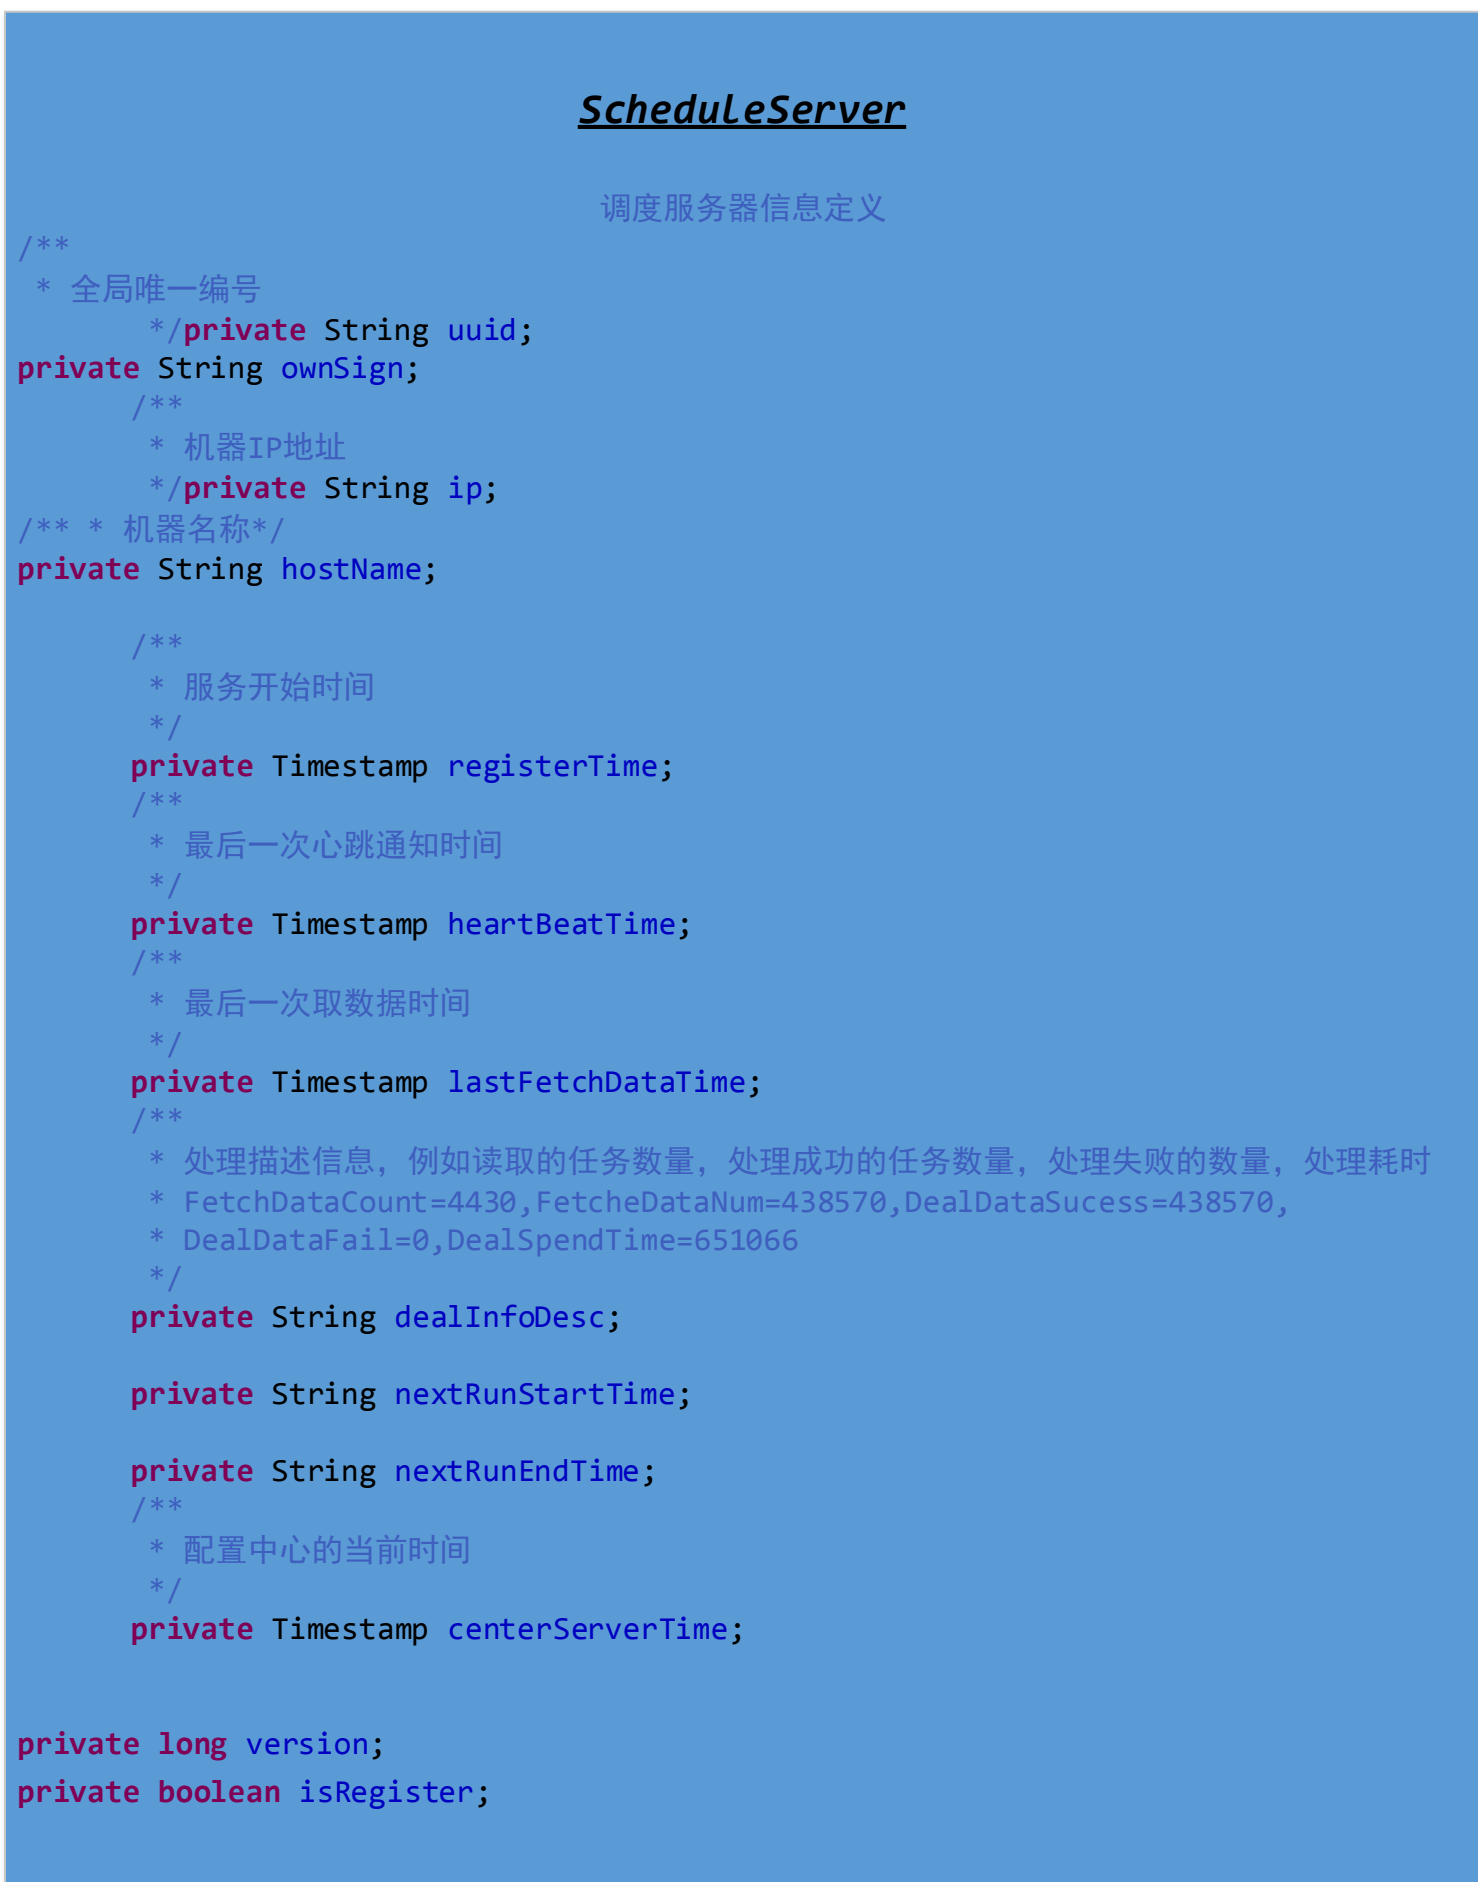 ScheduleServer
调度服务器信息定义
/**
* 全局唯一编号
*/private String uuid;
private String ownSign;
/**
* 机器IP地址
*/private String ip;
/** * 机器名称*/
private String hostName;
/**
* 服务开始时间
*/
private Timestamp registerTime;
/**
* 最后一次心跳通知时间
*/
private Timestamp heartBeatTime;
/**
* 最后一次取数据时间
*/
private Timestamp lastFetchDataTime;
/**
* 处理描述信息，例如读取的任务数量，处理成功的任务数量，处理失败的数量，处理耗时
* FetchDataCount=4430,FetcheDataNum=438570,DealDataSucess=438570,
* DealDataFail=0,DealSpendTime=651066
*/
private String dealInfoDesc;
private String nextRunStartTime;
private String nextRunEndTime;
/**
* 配置中心的当前时间
*/
private Timestamp centerServerTime;
private long version;
private boolean isRegister;